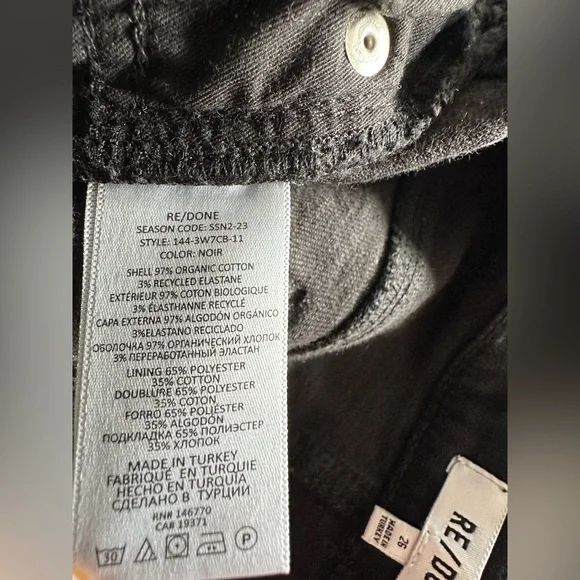 RE/DONE
SEASON CODE: SSN2-23
STYLE: 144-3W7CB-11
COLOR: NOIR
SHELL 97% ORGANIC COTTON
3% RECYCLED ELASTANE
EXTÉRIEUR 97% COTON BIOLOGIQUE
3% ÉLASTHANNE RECYCLÉ
CAPA EXTERNA 97% ALGODÓN ORGÁNICO
3%ELASTANO RECICLADO
ОБОЛОЧКА 97% ОРГАНИЧЕСКИЙ ХЛОПОК
3% ПЕРЕРАБОТАННЫЙ ЭЛАСТАН
LINING 65% POLYESTER
35% COTTON
DOUBLURE 65% POLYESTER
35% COTON
FORRO 65% POLIÉSTER
35% ALGODÓN
ПОДКЛАДКА 65% ПОЛИЭСТЕР
35% ХЛОПОК
MADE IN TURKEY
FABRIQUÉ EN TURQUIE
HECHO EN TURQUÍA
СДЕЛАНО В ТУРЦИИ
RN# 146770
CA# 19371
30
P
26
MADE IN
TURKEY
RE/DO